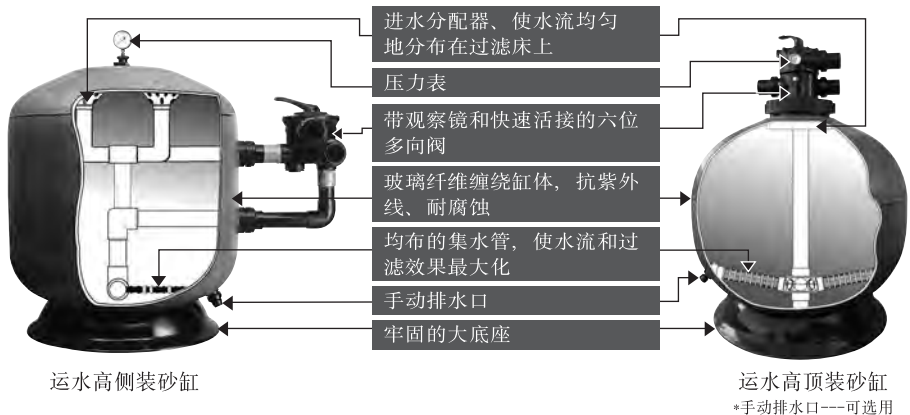 进水分配器、使水流均匀
地分布在过滤床上
压力表
带观察镜和快速活接的六位
多向阀
玻璃纤维缠绕缸体，抗紫外
线、耐腐蚀
均布的集水管，使水流和过
滤效果最大化
手动排水口
牢固的大底座
运水高侧装砂缸
运水高顶装砂缸
*手动排水口---可选用